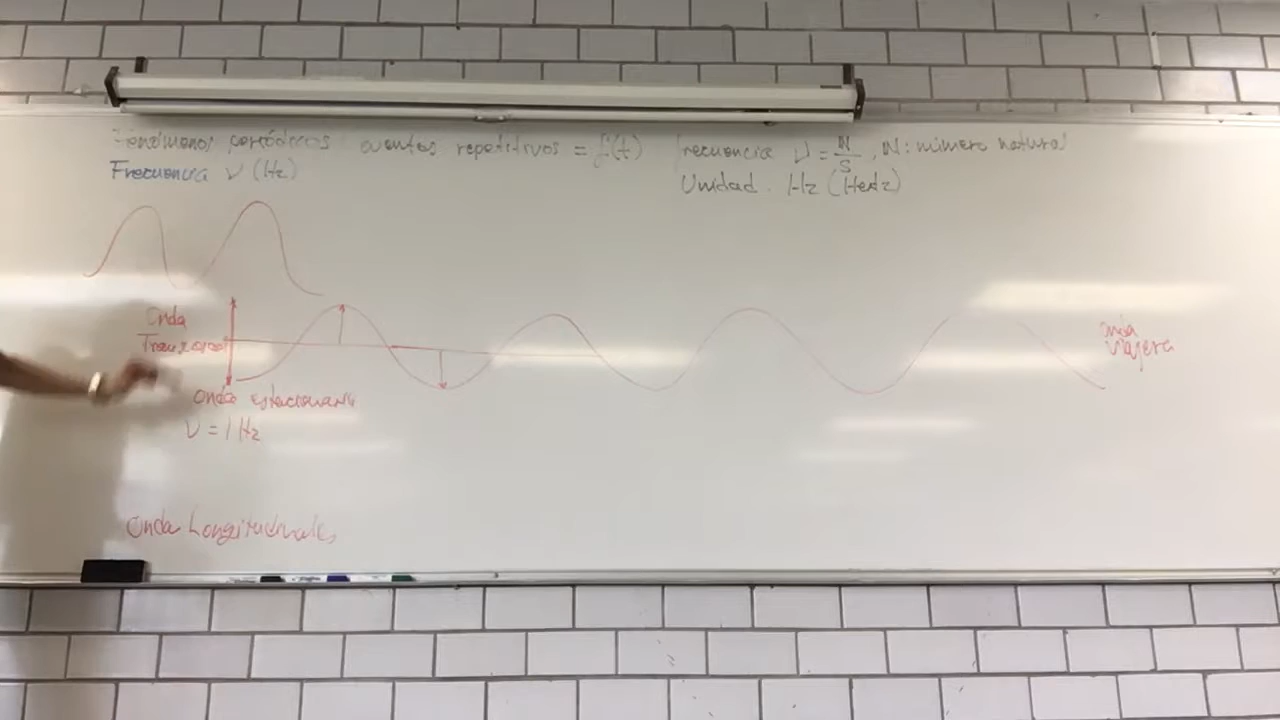 Fenómenos periódicos eventos repetitivos = f(t)
Frecuencia ν (Hz)
Frecuencia ν = N/S , N: número natural
Unidad. Hz (Hertz)
Onda
Transversal
Onda estacionaria
ν = 1 Hz
Onda
viajera
Onda Longitudinales